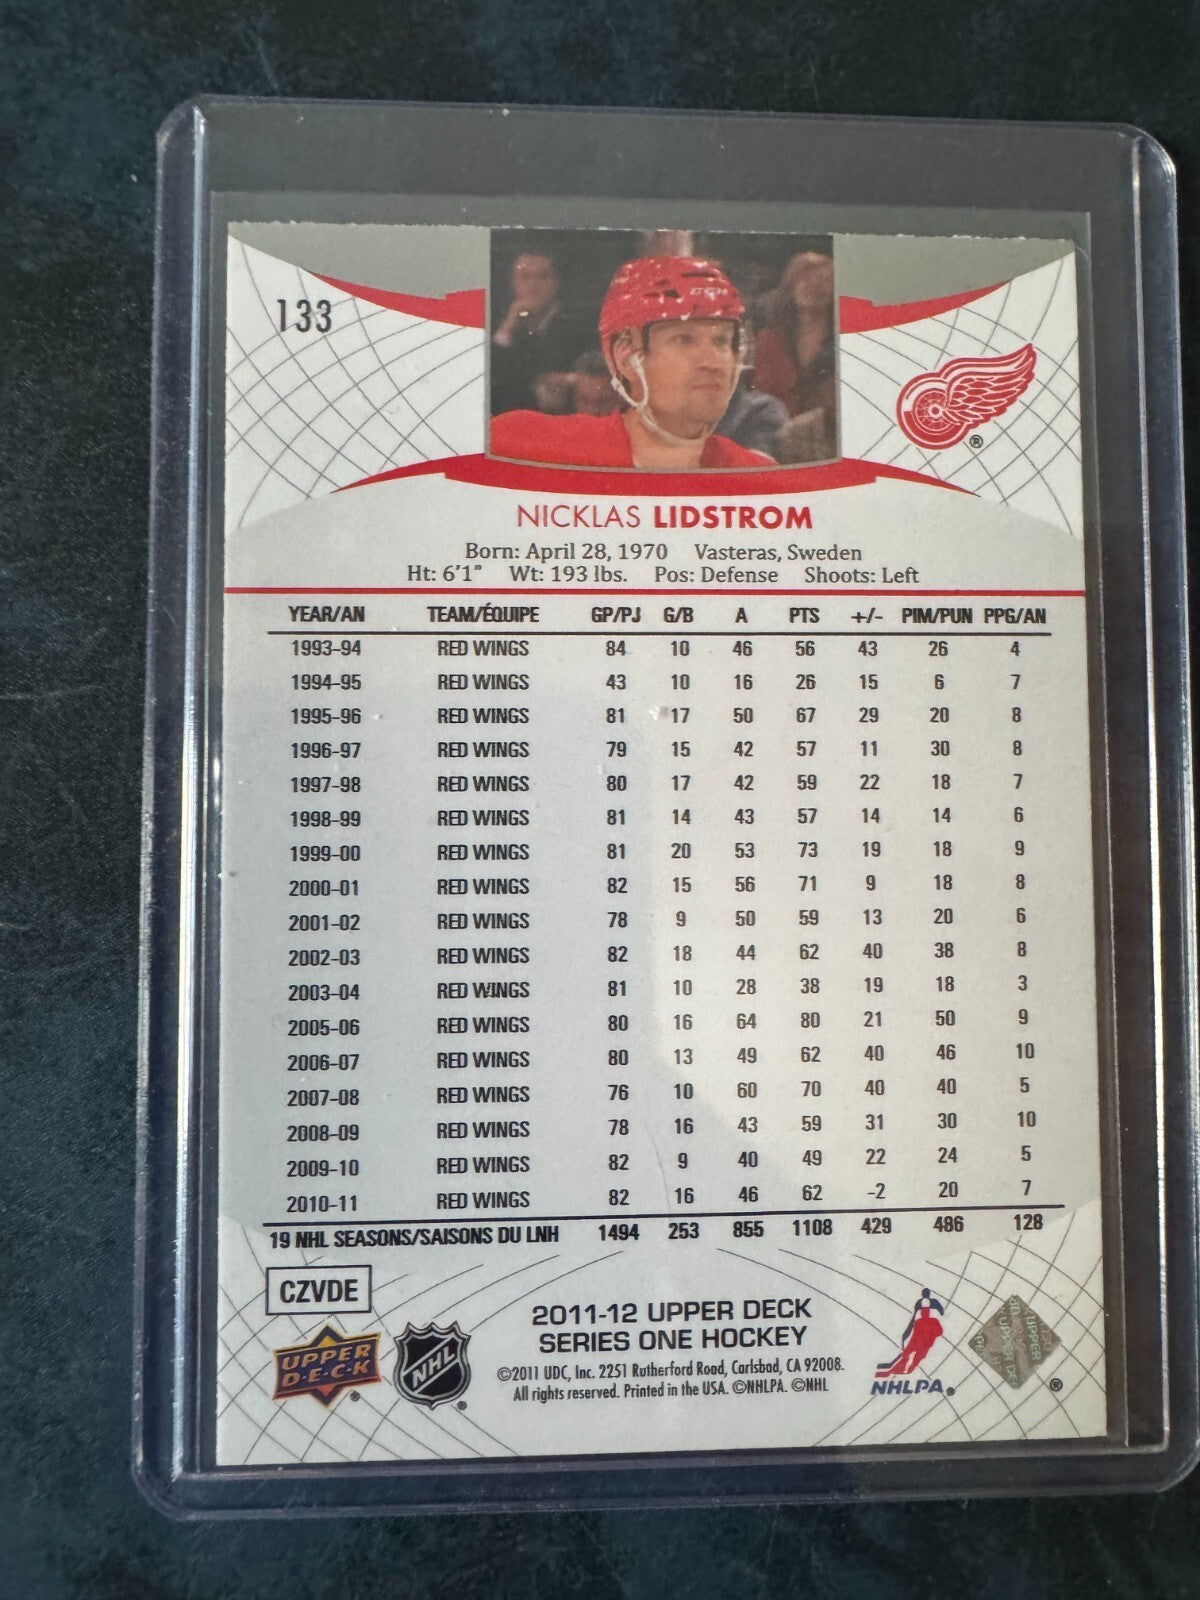 133
CCM
®
NICKLAS LIDSTROM
Born: April 28, 1970 Vasteras, Sweden
Ht: 6'1" Wt: 193 lbs. Pos: Defense Shoots: Left
YEAR/AN TEAM/ÉQUIPE GP/PJ G/B A PTS +/- PIM/PUN PPG/AN
1993-94 RED WINGS 84 10 46 56 43 26 4
1994-95 RED WINGS 43 10 16 26 15 6 7
1995-96 RED WINGS 81 17 50 67 29 20 8
1996-97 RED WINGS 79 15 42 57 11 30 8
1997-98 RED WINGS 80 17 42 59 22 18 7
1998-99 RED WINGS 81 14 43 57 14 14 6
1999-00 RED WINGS 81 20 53 73 19 18 9
2000-01 RED WINGS 82 15 56 71 9 18 8
2001-02 RED WINGS 78 9 50 59 13 20 6
2002-03 RED WINGS 82 18 44 62 40 38 8
2003-04 RED WINGS 81 10 28 38 19 18 3
2005-06 RED WINGS 80 16 64 80 21 50 9
2006-07 RED WINGS 80 13 49 62 40 46 10
2007-08 RED WINGS 76 10 60 70 40 40 5
2008-09 RED WINGS 78 16 43 59 31 30 10
2009-10 RED WINGS 82 9 40 49 22 24 5
2010-11 RED WINGS 82 16 46 62 -2 20 7
19 NHL SEASONS/SAISONS DU LNH 1494 253 855 1108 429 486 128
CZVDE
2011-12 UPPER DECK
SERIES ONE HOCKEY
©2011 UDC, Inc. 2251 Rutherford Road, Carlsbad, CA 92008.
All rights reserved. Printed in the USA. ©NHLPA. ©NHL
UPPER
D·E·C·K
®
NHL
®
NHLPA®
UPPER
®